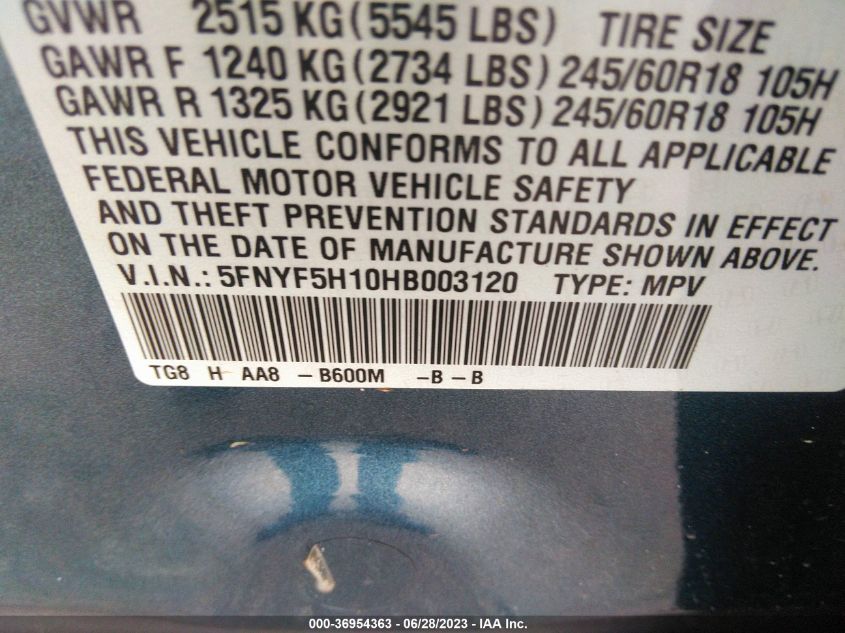 GVWR 2515 KG (5545 LBS) TIRE SIZE
GAWR F 1240 KG (2734 LBS) 245/60R18 105H
GAWR R 1325 KG (2921 LBS) 245/60R18 105H
THIS VEHICLE CONFORMS TO ALL APPLICABLE
FEDERAL MOTOR VEHICLE SAFETY
AND THEFT PREVENTION STANDARDS IN EFFECT
ON THE DATE OF MANUFACTURE SHOWN ABOVE.
V.I.N.: 5FNYF5H10HB003120 TYPE: MPV
TG8 H AA8 -B600M -B-B
000-36954363 - 06/28/2023 - IAA Inc.